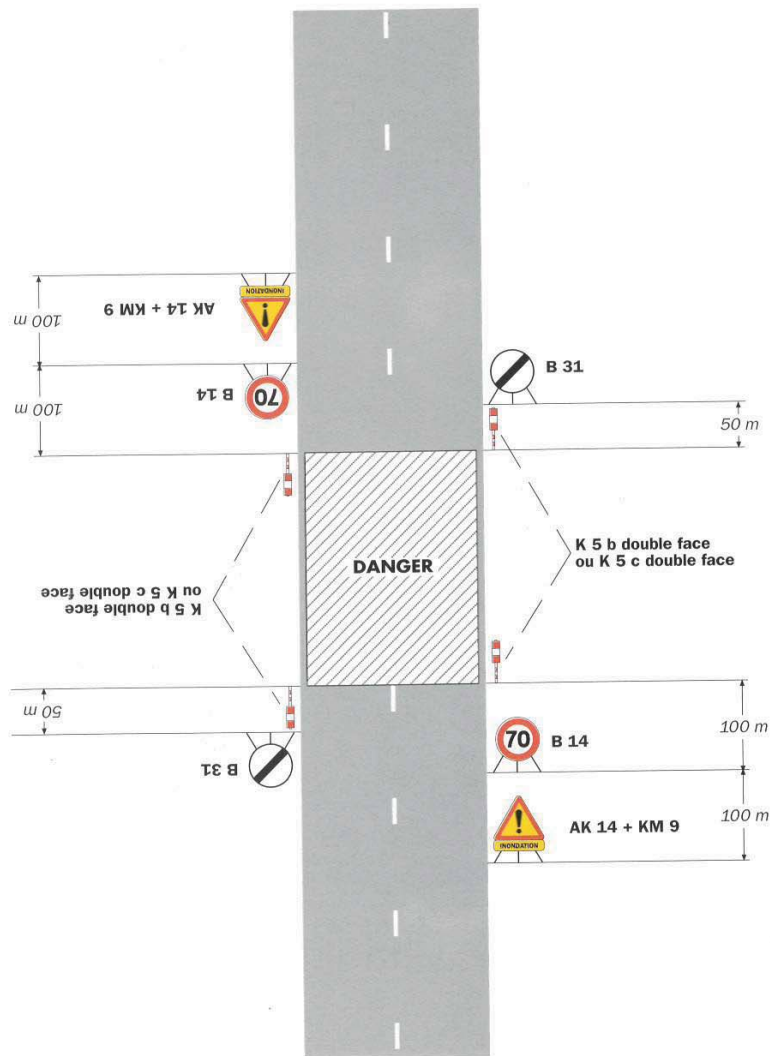 INONDATION
AK 14 + KM 9
100 m
70
B 14
100 m
B 31
50 m
DANGER
K 5 b double face
ou K 5 c double face
K 5 b double face
ou K 5 c double face
50 m
B 31
70
B 14
100 m
INONDATION
AK 14 + KM 9
100 m